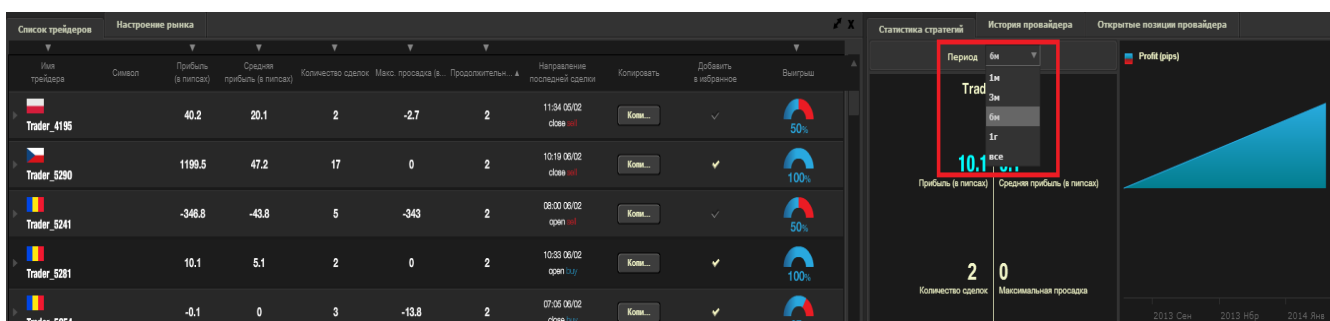 Список трейдеров
Настроение рынка
X
Имя трейдера
Символ
Прибыль (в пипсах)
Средняя прибыль (в пипсах)
Количество сделок
Макс. просадка (в...
Продолжительн...
Направление последней сделки
Копировать
Добавить в избранное
Выигрыш
Trader_4195
40.2
20.1
2
-2.7
2
11:34 05/02
close sell
Копи...
50%
Trader_5290
1199.5
47.2
17
0
2
10:19 06/02
close sell
Копи...
100%
Trader_5241
-346.8
-43.8
5
-343
2
08:00 06/02
open sell
Копи...
50%
Trader_5281
10.1
5.1
2
0
2
10:33 06/02
open buy
Копи...
100%
-0.1
0
3
-13.8
2
07:05 06/02
close buy
Копи...
Статистика стратегий
История провайдера
Открытые позиции провайдера
Период
6м
1м
3м
6м
1г
все
Trad
10.1
Прибыль (в пипсах)
Средняя прибыль (в пипсах)
2
Количество сделок
0
Максимальная просадка
Profit (pips)
2013 Сен
2013 Нбр
2014 Янв